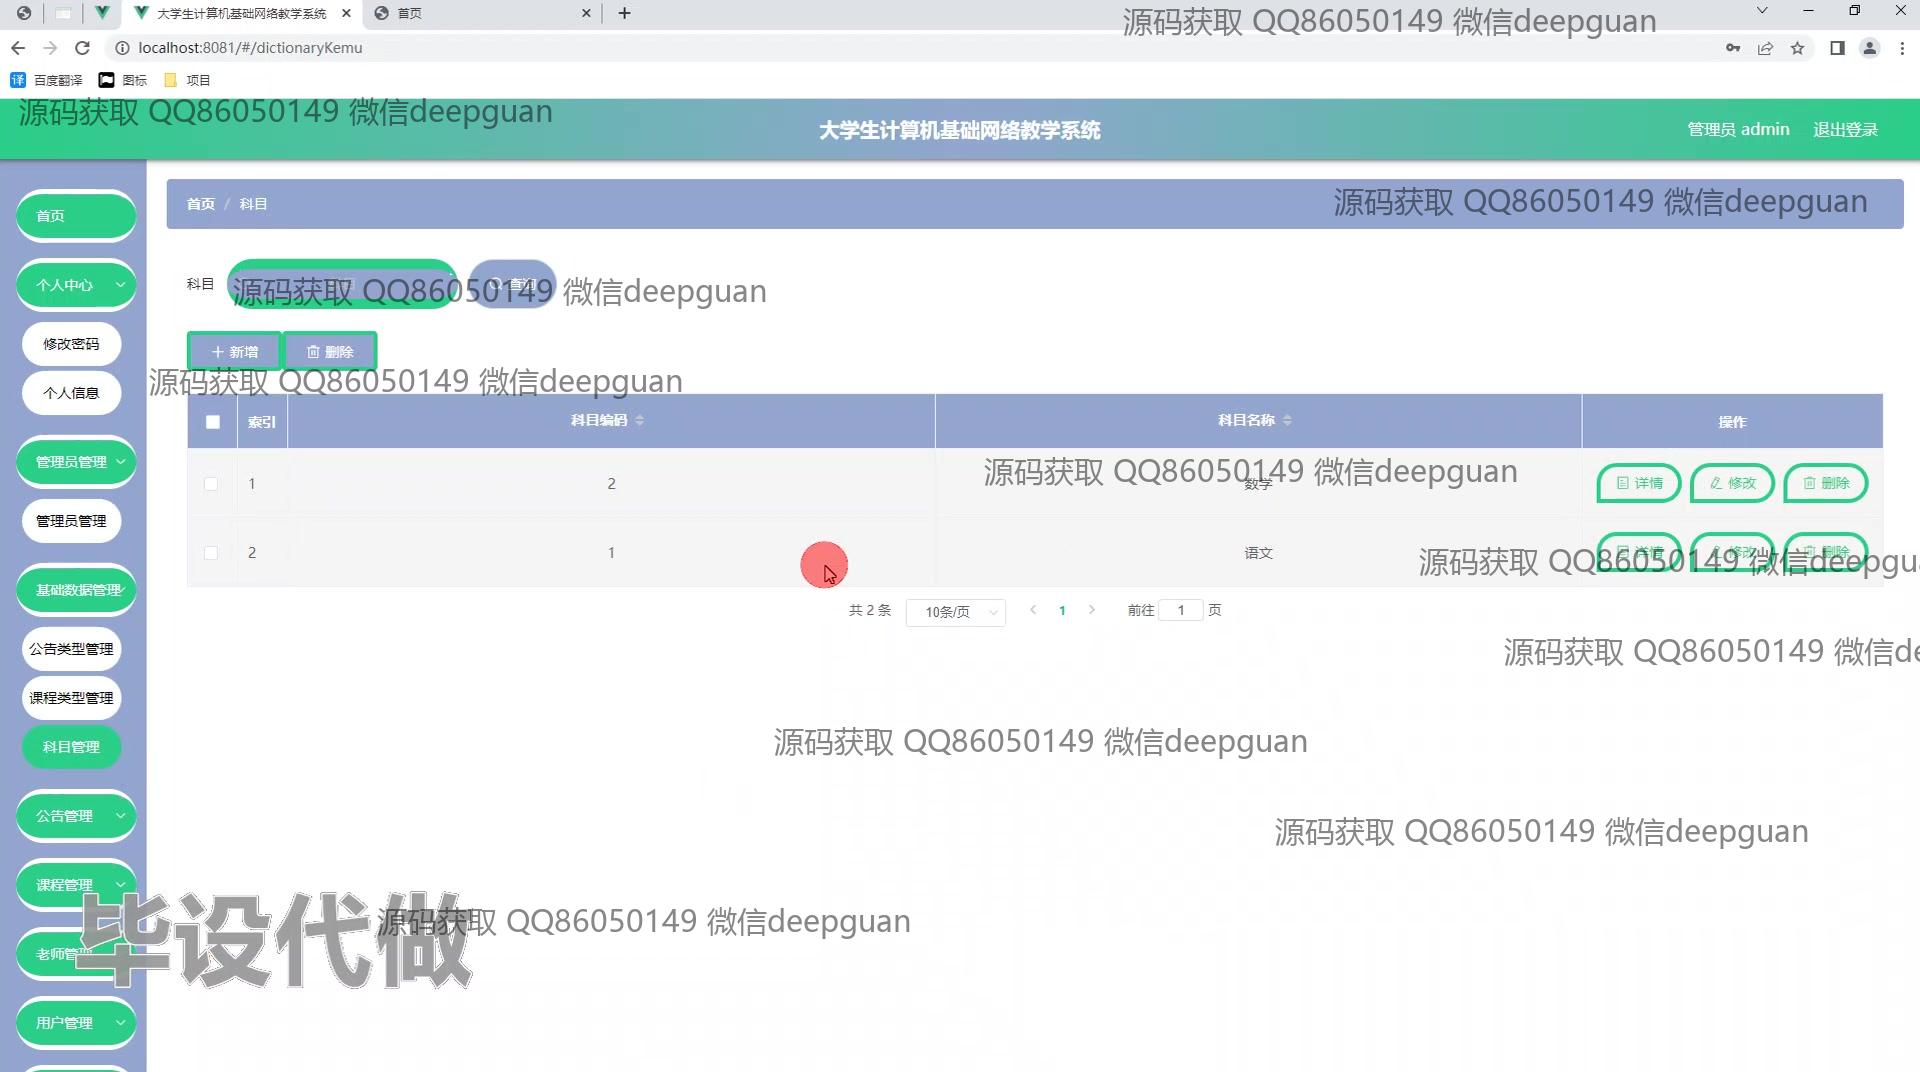 大学生计算机基础网络教学系统
首页
源码获取 QQ86050149 微信deepguan
localhost:8081/#/dictionaryKemu
百度翻译
图标
项目
源码获取 QQ86050149 微信deepguan
大学生计算机基础网络教学系统
管理员 admin
退出登录
首页 / 科目
源码获取 QQ86050149 微信deepguan
首页
个人中心
修改密码
个人信息
管理员管理
管理员管理
基础数据管理
公告类型管理
课程类型管理
科目管理
公告管理
课程管理
老师管理
用户管理
科目
查询
源码获取 QQ86050149 微信deepguan
新增
删除
源码获取 QQ86050149 微信deepguan
索引 科目编码 科目名称 操作
1 2 数学 详情 修改 删除
源码获取 QQ86050149 微信deepguan
2 1 语文 详情 修改 删除
源码获取 QQ86050149 微信deepgu
共 2 条 10条/页 1 前往 1 页
源码获取 QQ86050149 微信de
源码获取 QQ86050149 微信deepguan
源码获取 QQ86050149 微信deepguan
毕设代做
源码获取 QQ86050149 微信deepguan